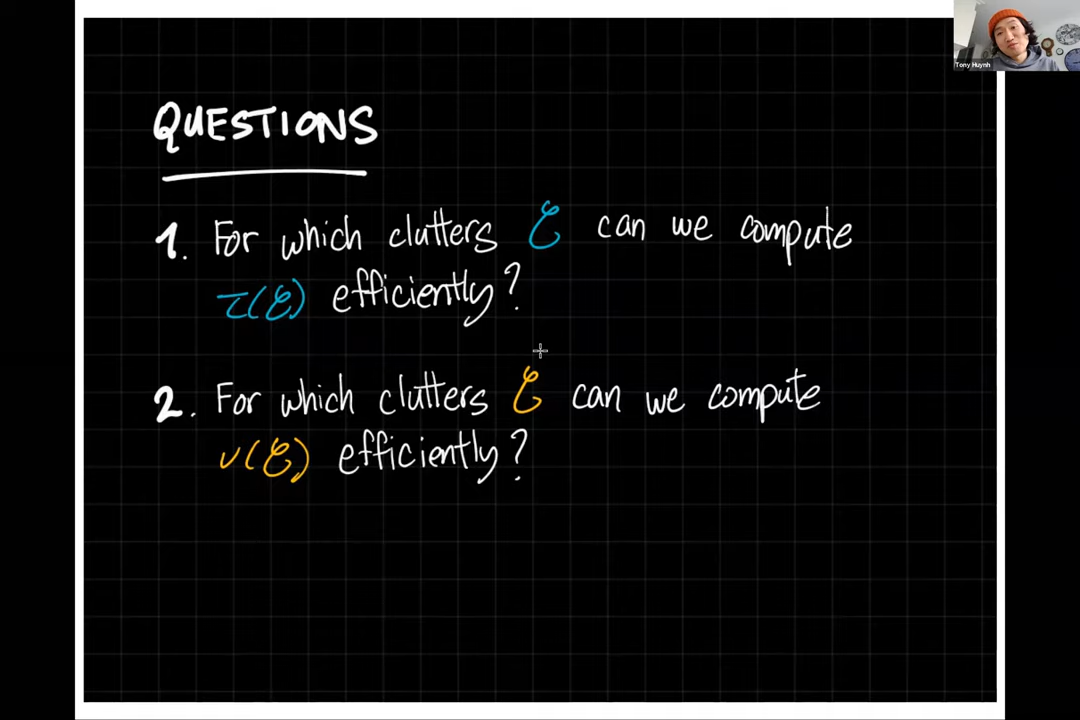 Tony Huynh
QUESTIONS
1. For which clutters 𝒞 can we compute
τ(𝒞) efficiently?
2. For which clutters 𝒞 can we compute
ν(𝒞) efficiently?